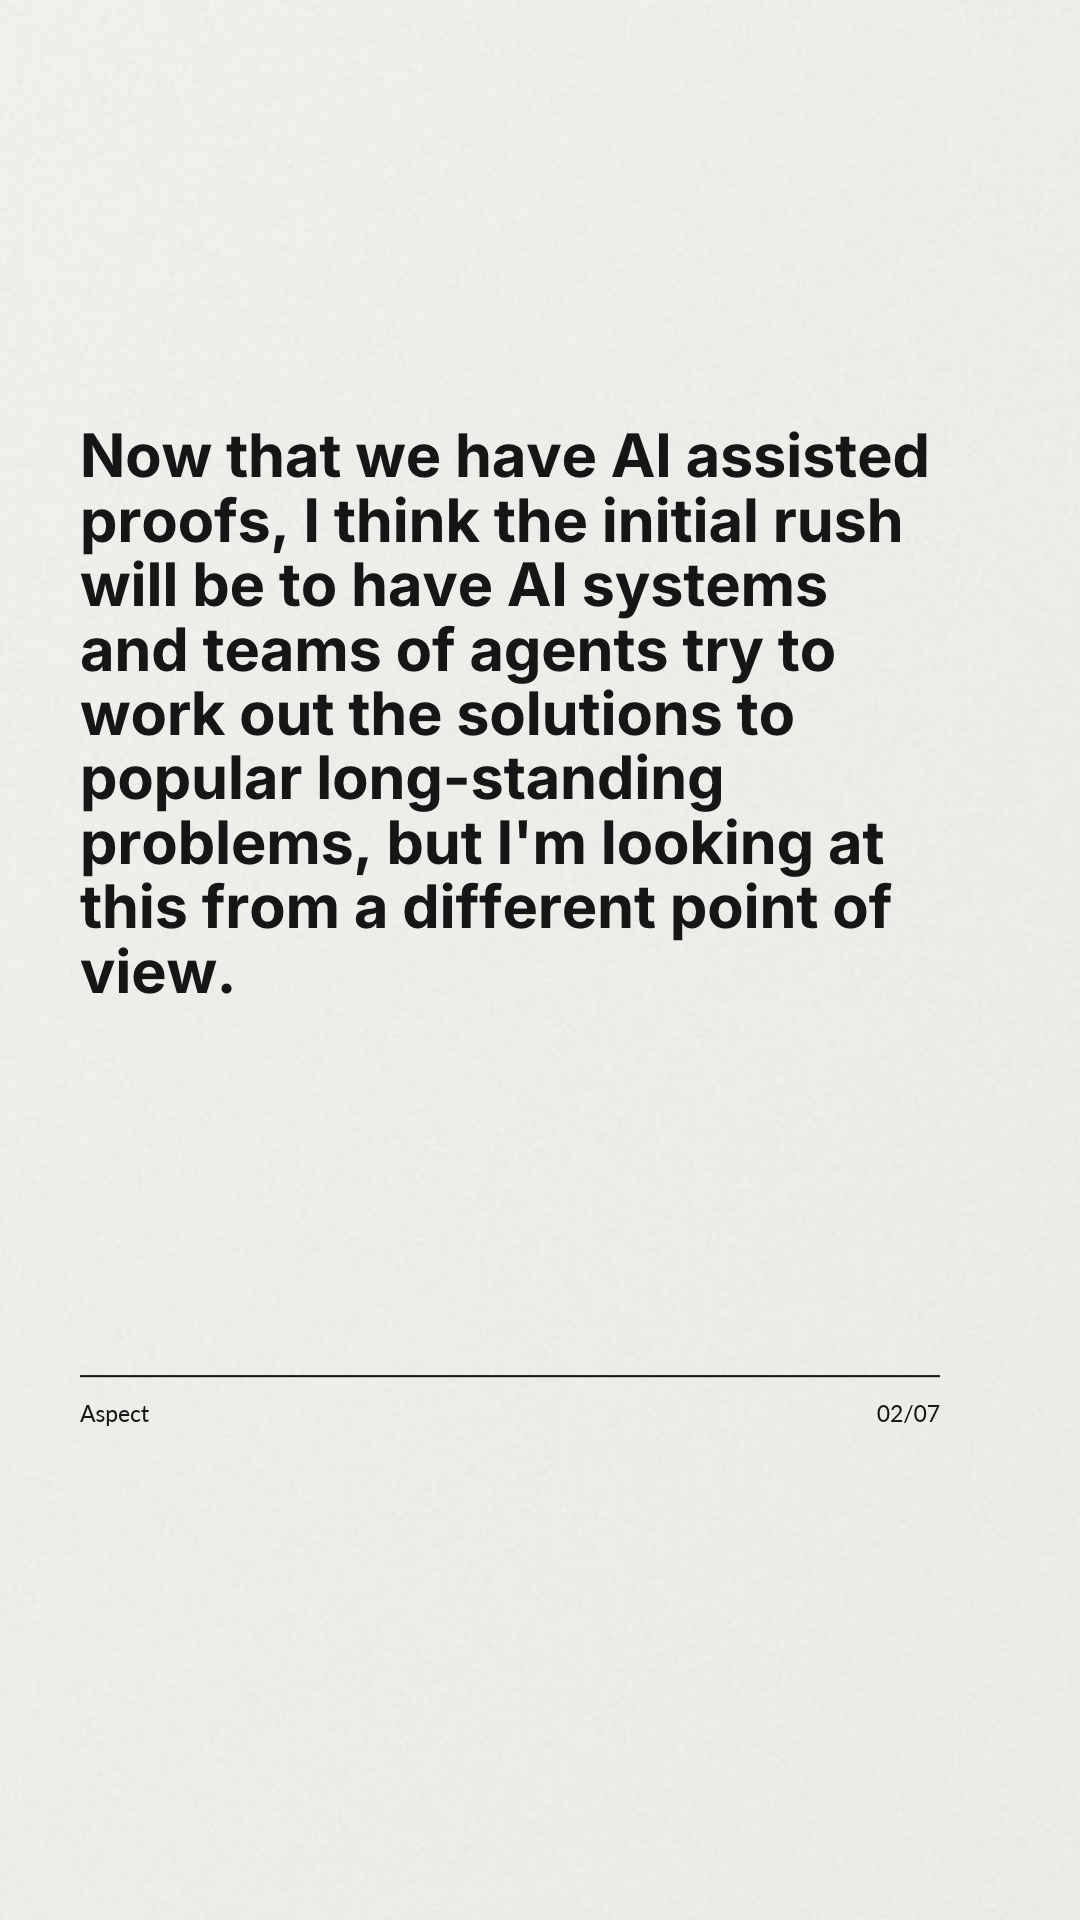 Now that we have AI assisted
proofs, I think the initial rush
will be to have AI systems
and teams of agents try to
work out the solutions to
popular long-standing
problems, but I'm looking at
this from a different point of
view.
Aspect
02/07